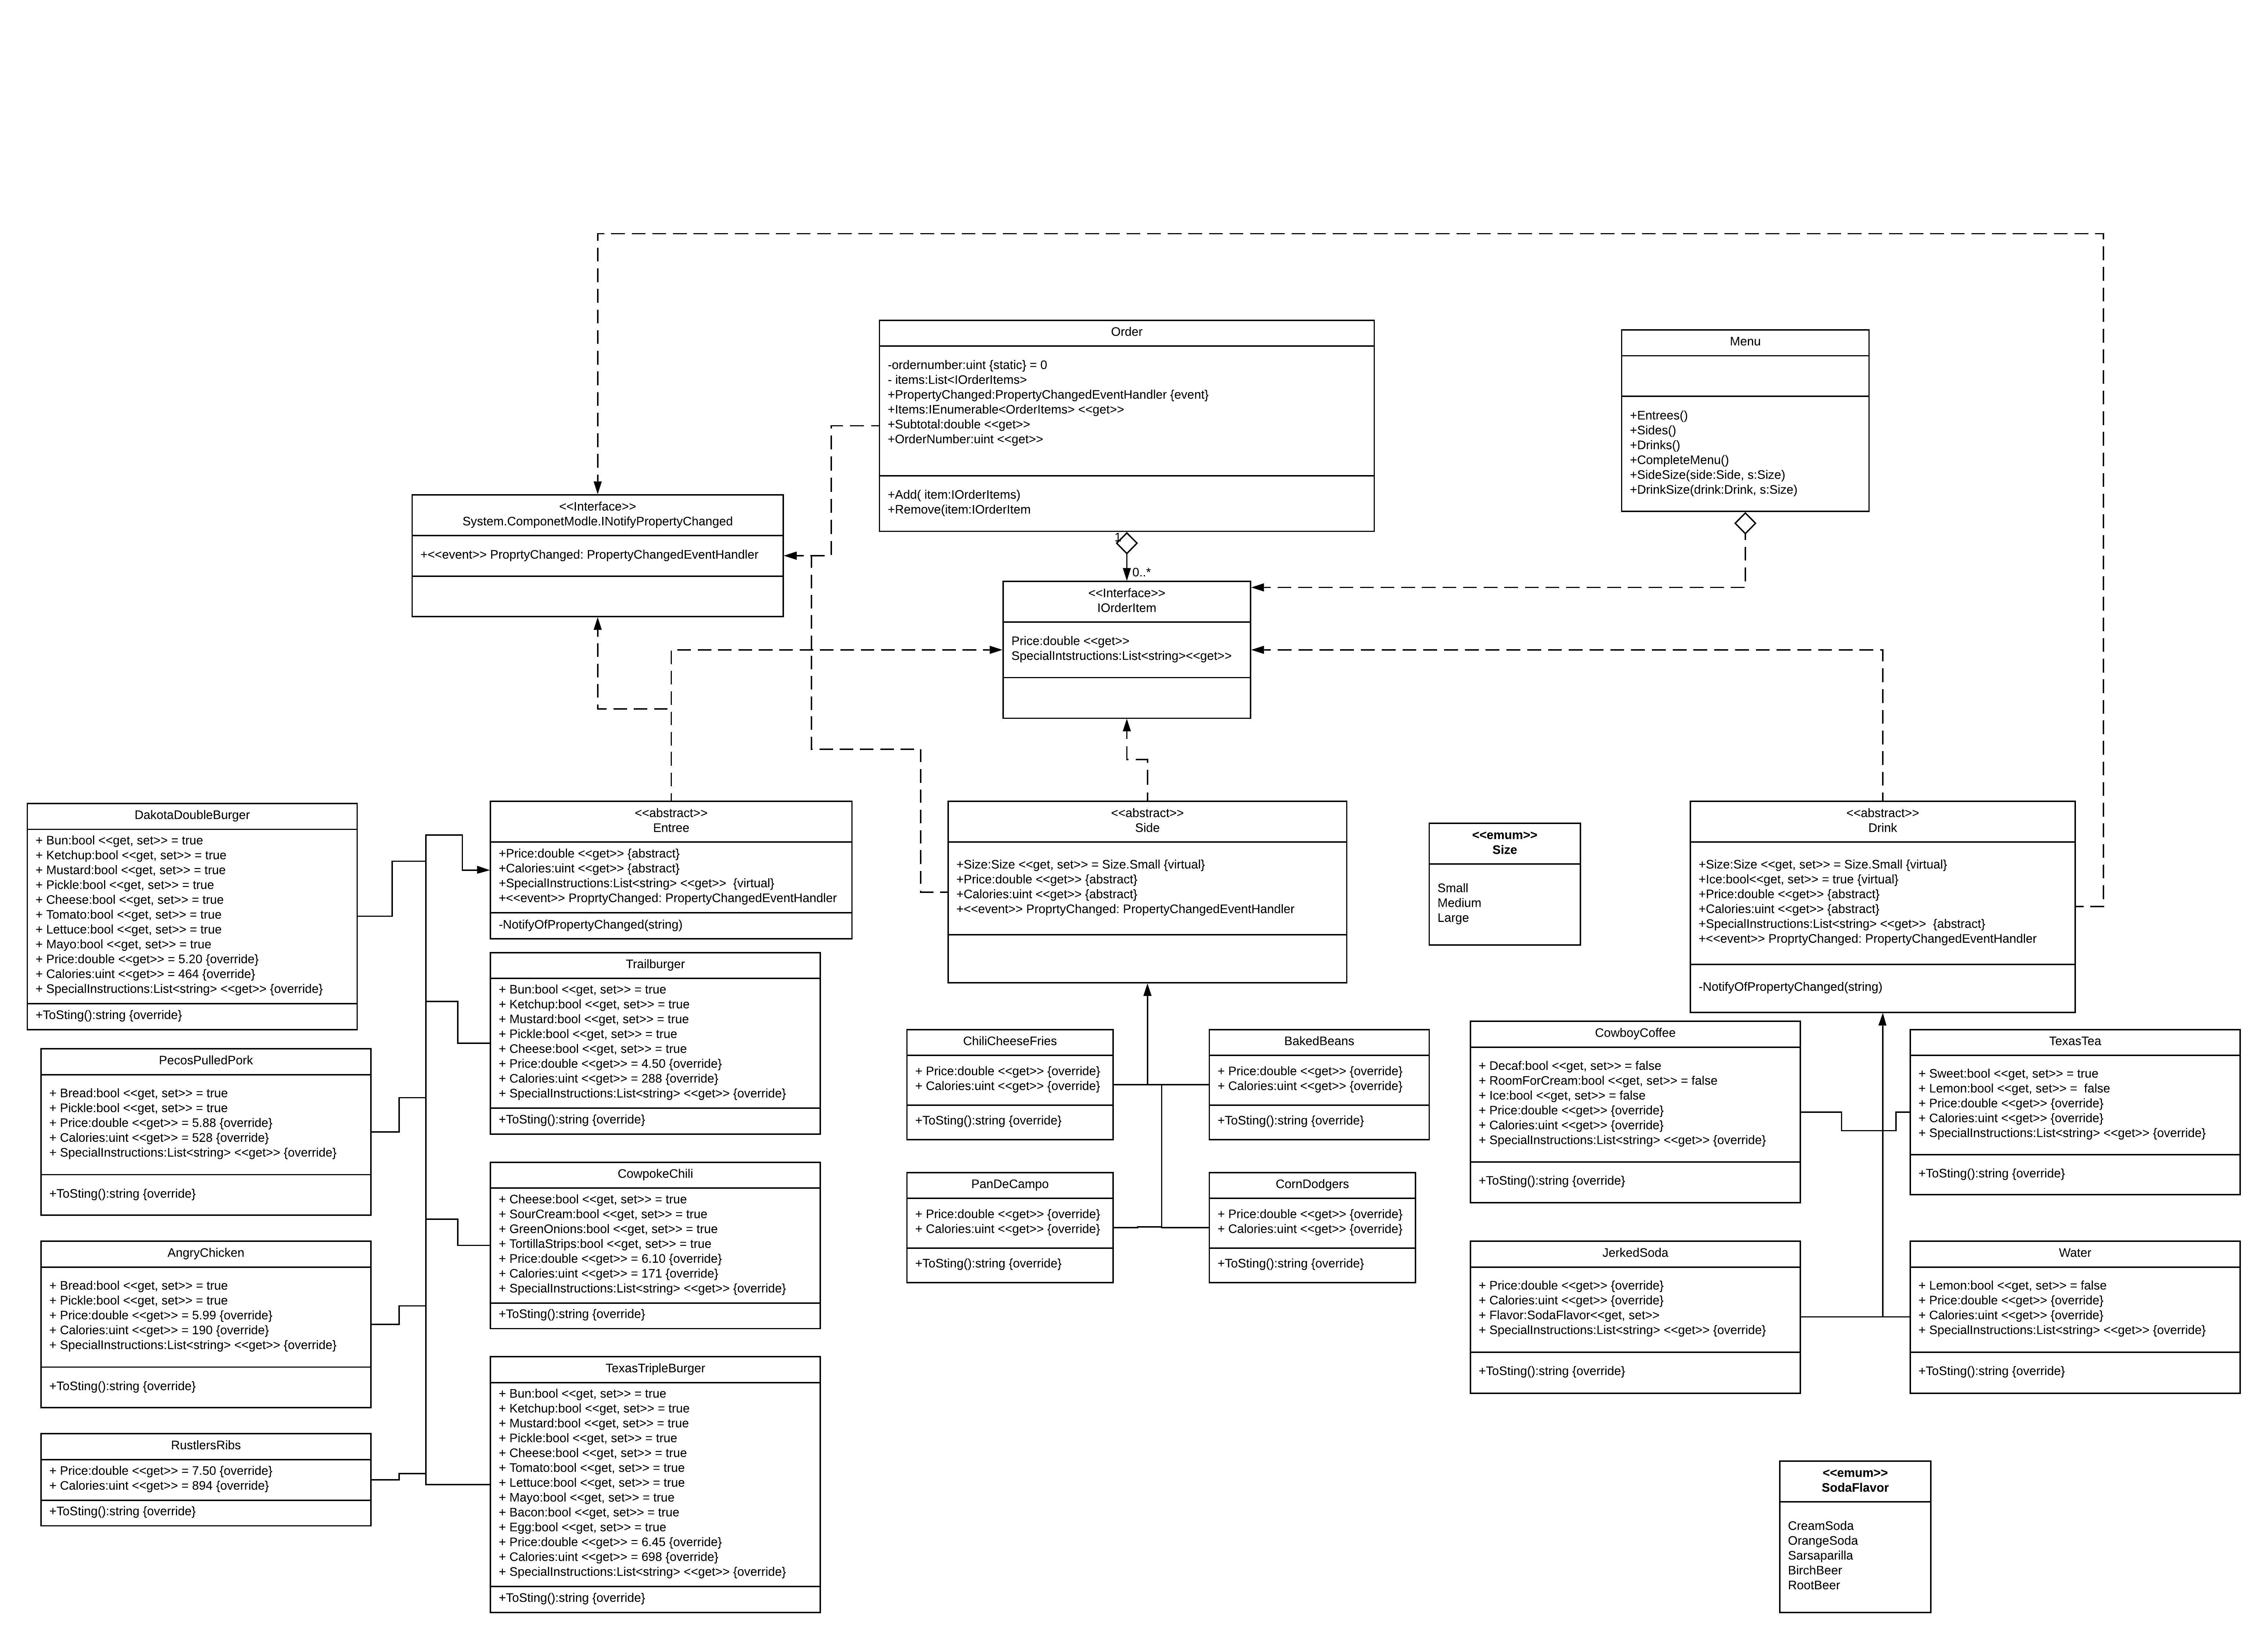 Order
-ordernumber:uint {static} = 0
- items:List<IOrderItems>
+PropertyChanged:PropertyChangedEventHandler {event}
+Items:IEnumerable<OrderItems> <<get>>
+Subtotal:double <<get>>
+OrderNumber:uint <<get>>
+Add( item:IOrderItems)
+Remove(item:IOrderItem
Menu
+Entrees()
+Sides()
+Drinks()
+CompleteMenu()
+SideSize(side:Side, s:Size)
+DrinkSize(drink:Drink, s:Size)
<<Interface>>
System.ComponetModle.INotifyPropertyChanged
+<<event>> ProprtyChanged: PropertyChangedEventHandler
1
0..*
<<Interface>>
IOrderItem
Price:double <<get>>
SpecialIntstructions:List<string><<get>>
DakotaDoubleBurger
+ Bun:bool <<get, set>> = true
+ Ketchup:bool <<get, set>> = true
+ Mustard:bool <<get, set>> = true
+ Pickle:bool <<get, set>> = true
+ Cheese:bool <<get, set>> = true
+ Tomato:bool <<get, set>> = true
+ Lettuce:bool <<get, set>> = true
+ Mayo:bool <<get, set>> = true
+ Price:double <<get>> = 5.20 {override}
+ Calories:uint <<get>> = 464 {override}
+ SpecialInstructions:List<string> <<get>> {override}
+ToSting():string {override}
<<abstract>>
Entree
+Price:double <<get>> {abstract}
+Calories:uint <<get>> {abstract}
+SpecialInstructions:List<string> <<get>>  {virtual}
+<<event>> ProprtyChanged: PropertyChangedEventHandler
-NotifyOfPropertyChanged(string)
<<abstract>>
Side
+Size:Size <<get, set>> = Size.Small {virtual}
+Price:double <<get>> {abstract}
+Calories:uint <<get>> {abstract}
+<<event>> ProprtyChanged: PropertyChangedEventHandler
<<emum>>
Size
Small
Medium
Large
<<abstract>>
Drink
+Size:Size <<get, set>> = Size.Small {virtual}
+Ice:bool<<get, set>> = true {virtual}
+Price:double <<get>> {abstract}
+Calories:uint <<get>> {abstract}
+SpecialInstructions:List<string> <<get>>  {abstract}
+<<event>> ProprtyChanged: PropertyChangedEventHandler
-NotifyOfPropertyChanged(string)
Trailburger
+ Bun:bool <<get, set>> = true
+ Ketchup:bool <<get, set>> = true
+ Mustard:bool <<get, set>> = true
+ Pickle:bool <<get, set>> = true
+ Cheese:bool <<get, set>> = true
+ Price:double <<get>> = 4.50 {override}
+ Calories:uint <<get>> = 288 {override}
+ SpecialInstructions:List<string> <<get>> {override}
+ToSting():string {override}
PecosPulledPork
+ Bread:bool <<get, set>> = true
+ Pickle:bool <<get, set>> = true
+ Price:double <<get>> = 5.88 {override}
+ Calories:uint <<get>> = 528 {override}
+ SpecialInstructions:List<string> <<get>> {override}
+ToSting():string {override}
ChiliCheeseFries
+ Price:double <<get>> {override}
+ Calories:uint <<get>> {override}
+ToSting():string {override}
BakedBeans
+ Price:double <<get>> {override}
+ Calories:uint <<get>> {override}
+ToSting():string {override}
CowboyCoffee
+ Decaf:bool <<get, set>> = false
+ RoomForCream:bool <<get, set>> = false
+ Ice:bool <<get, set>> = false
+ Price:double <<get>> {override}
+ Calories:uint <<get>> {override}
+ SpecialInstructions:List<string> <<get>> {override}
+ToSting():string {override}
TexasTea
+ Sweet:bool <<get, set>> = true
+ Lemon:bool <<get, set>> =  false
+ Price:double <<get>> {override}
+ Calories:uint <<get>> {override}
+ SpecialInstructions:List<string> <<get>> {override}
+ToSting():string {override}
CowpokeChili
+ Cheese:bool <<get, set>> = true
+ SourCream:bool <<get, set>> = true
+ GreenOnions:bool <<get, set>> = true
+ TortillaStrips:bool <<get, set>> = true
+ Price:double <<get>> = 6.10 {override}
+ Calories:uint <<get>> = 171 {override}
+ SpecialInstructions:List<string> <<get>> {override}
+ToSting():string {override}
PanDeCampo
+ Price:double <<get>> {override}
+ Calories:uint <<get>> {override}
+ToSting():string {override}
CornDodgers
+ Price:double <<get>> {override}
+ Calories:uint <<get>> {override}
+ToSting():string {override}
AngryChicken
+ Bread:bool <<get, set>> = true
+ Pickle:bool <<get, set>> = true
+ Price:double <<get>> = 5.99 {override}
+ Calories:uint <<get>> = 190 {override}
+ SpecialInstructions:List<string> <<get>> {override}
+ToSting():string {override}
JerkedSoda
+ Price:double <<get>> {override}
+ Calories:uint <<get>> {override}
+ Flavor:SodaFlavor<<get, set>>
+ SpecialInstructions:List<string> <<get>> {override}
+ToSting():string {override}
Water
+ Lemon:bool <<get, set>> = false
+ Price:double <<get>> {override}
+ Calories:uint <<get>> {override}
+ SpecialInstructions:List<string> <<get>> {override}
+ToSting():string {override}
TexasTripleBurger
+ Bun:bool <<get, set>> = true
+ Ketchup:bool <<get, set>> = true
+ Mustard:bool <<get, set>> = true
+ Pickle:bool <<get, set>> = true
+ Cheese:bool <<get, set>> = true
+ Tomato:bool <<get, set>> = true
+ Lettuce:bool <<get, set>> = true
+ Mayo:bool <<get, set>> = true
+ Bacon:bool <<get, set>> = true
+ Egg:bool <<get, set>> = true
+ Price:double <<get>> = 6.45 {override}
+ Calories:uint <<get>> = 698 {override}
+ SpecialInstructions:List<string> <<get>> {override}
+ToSting():string {override}
RustlersRibs
+ Price:double <<get>> = 7.50 {override}
+ Calories:uint <<get>> = 894 {override}
+ToSting():string {override}
<<emum>>
SodaFlavor
CreamSoda
OrangeSoda
Sarsaparilla
BirchBeer
RootBeer